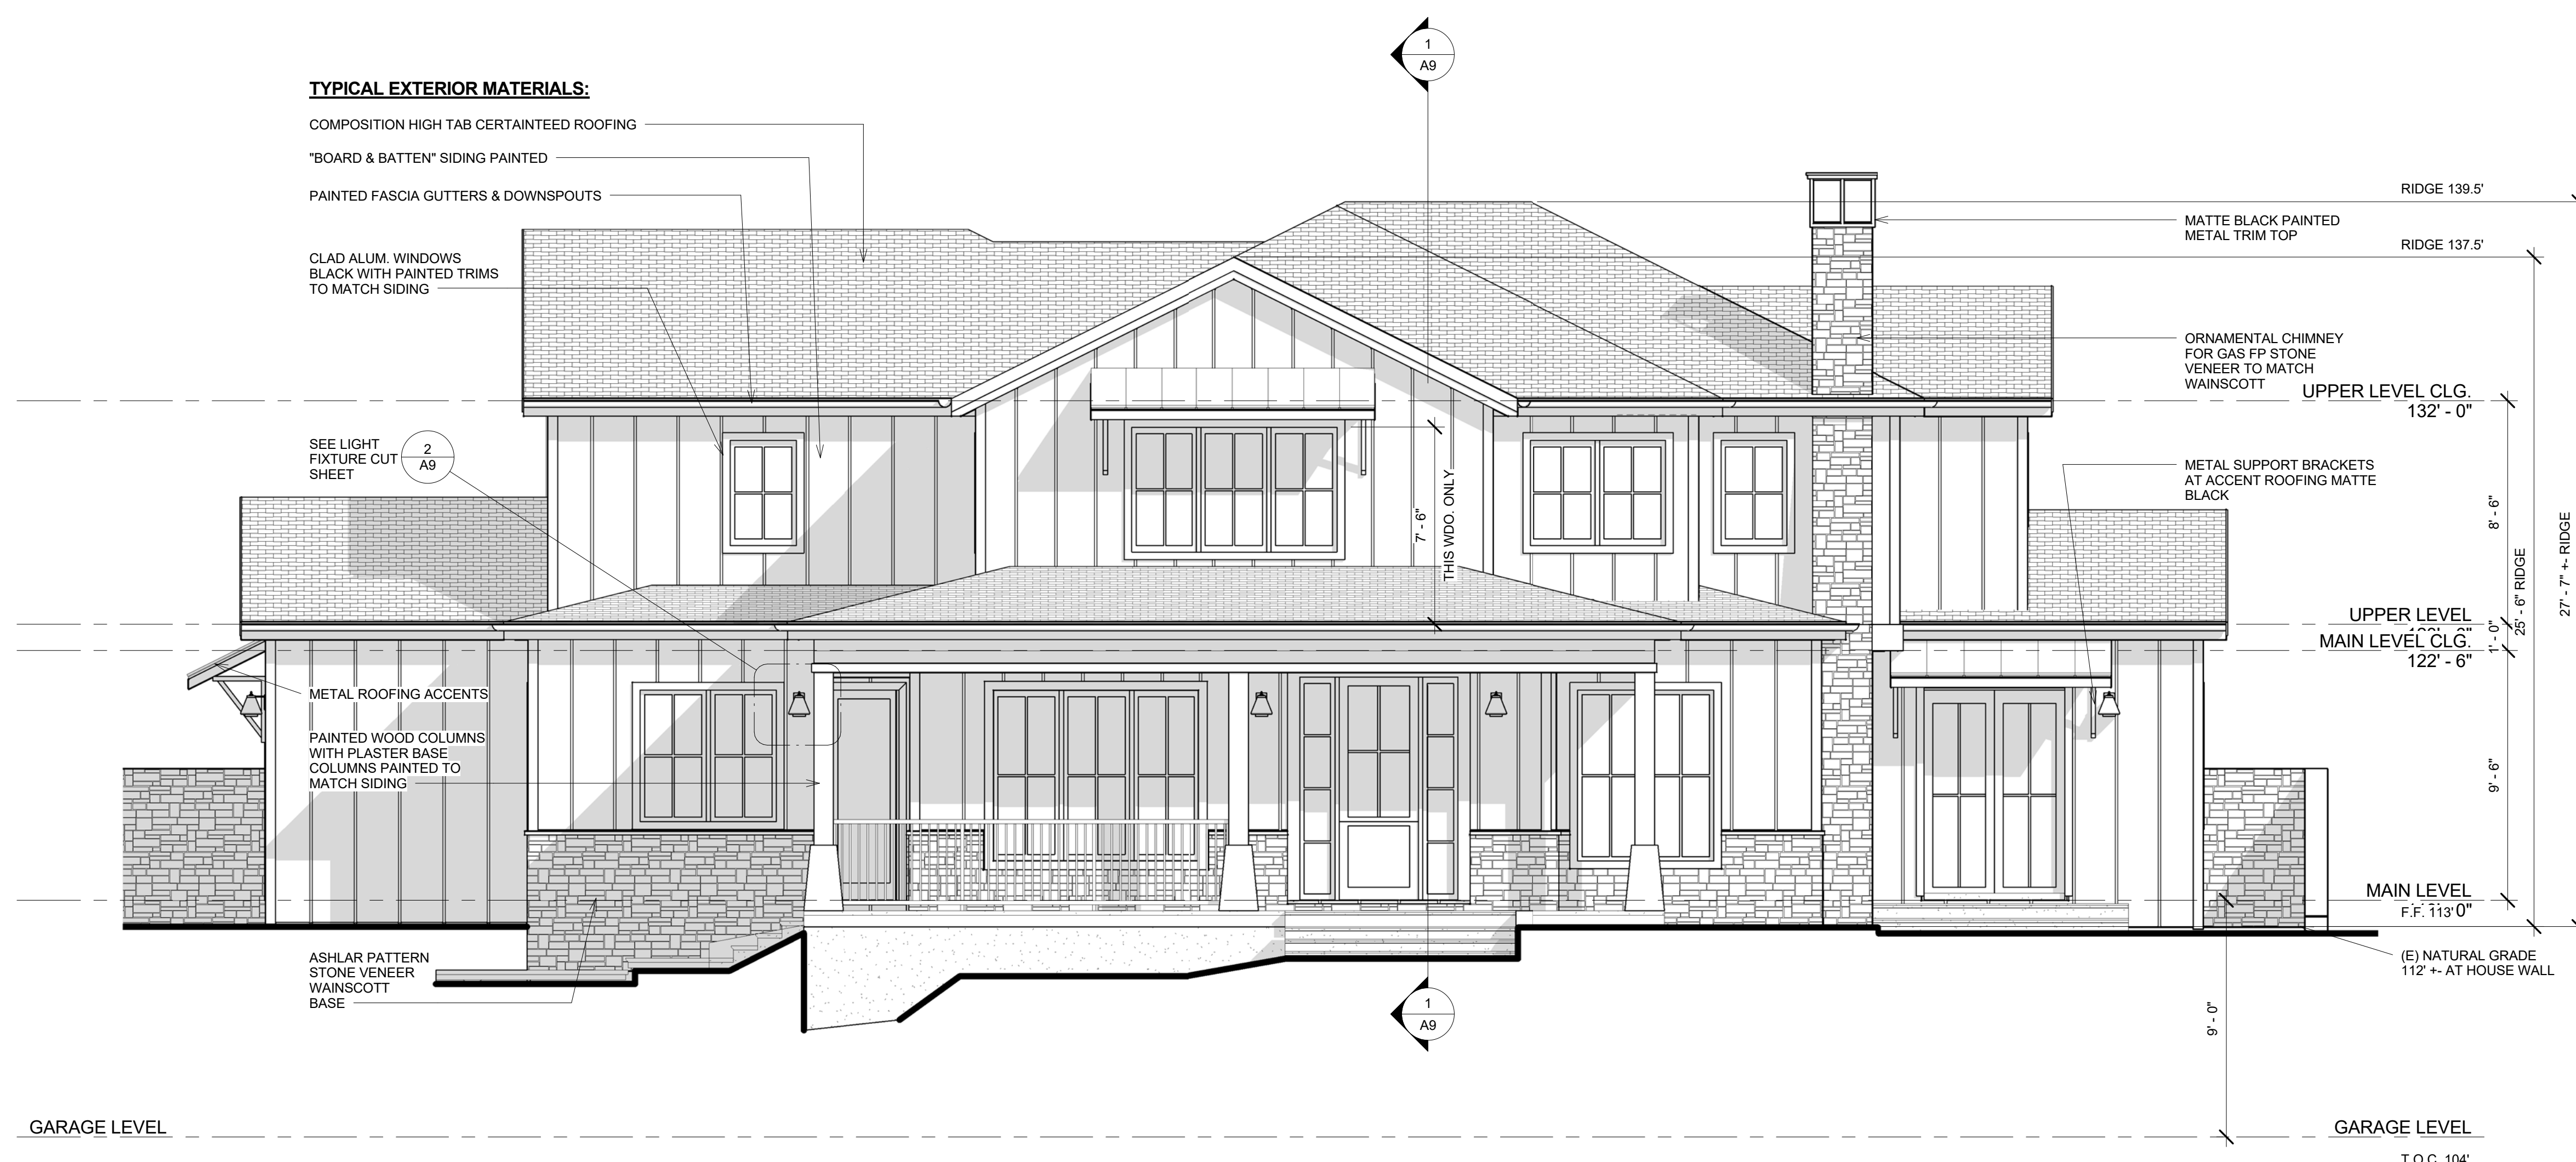 1
A9
TYPICAL EXTERIOR MATERIALS:
COMPOSITION HIGH TAB CERTAINTEED ROOFING
"BOARD & BATTEN" SIDING PAINTED
PAINTED FASCIA GUTTERS & DOWNSPOUTS
CLAD ALUM. WINDOWS
BLACK WITH PAINTED TRIMS
TO MATCH SIDING
SEE LIGHT
FIXTURE CUT
SHEET
2
A9
METAL ROOFING ACCENTS
PAINTED WOOD COLUMNS
WITH PLASTER BASE
COLUMNS PAINTED TO
MATCH SIDING
ASHLAR PATTERN
STONE VENEER
WAINSCOTT
BASE
7' - 6"
THIS WDO. ONLY
1
A9
RIDGE 139.5'
MATTE BLACK PAINTED
METAL TRIM TOP
RIDGE 137.5'
ORNAMENTAL CHIMNEY
FOR GAS FP STONE
VENEER TO MATCH
WAINSCOTT
UPPER LEVEL CLG.
132' - 0"
METAL SUPPORT BRACKETS
AT ACCENT ROOFING MATTE
BLACK
8' - 6"
25' - 6" RIDGE
27' - 7" +- RIDGE
UPPER LEVEL
1' - 0"
MAIN LEVEL CLG.
122' - 6"
9' - 6"
MAIN LEVEL
F.F. 113' 0"
(E) NATURAL GRADE
112' +- AT HOUSE WALL
9' - 0"
GARAGE LEVEL
GARAGE LEVEL
T.O.C. 104'